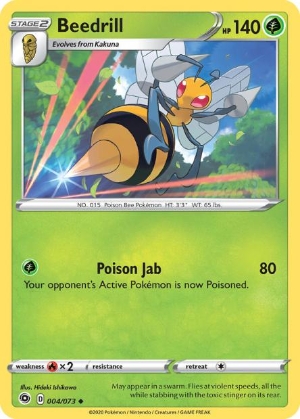 STAGE 2 Beedrill HP 140
Evolves from Kakuna
NO. 015 Poison Bee Pokémon HT: 3'3" WT: 65 lbs.
Poison Jab 80
Your opponent's Active Pokémon is now Poisoned.
weakness ×2 resistance retreat
Illus. Hideki Ishikawa
D 004/073
May appear in a swarm. Flies at violent speeds, all the
while stabbing with the toxic stinger on its rear.
©2020 Pokémon / Nintendo / Creatures / GAME FREAK